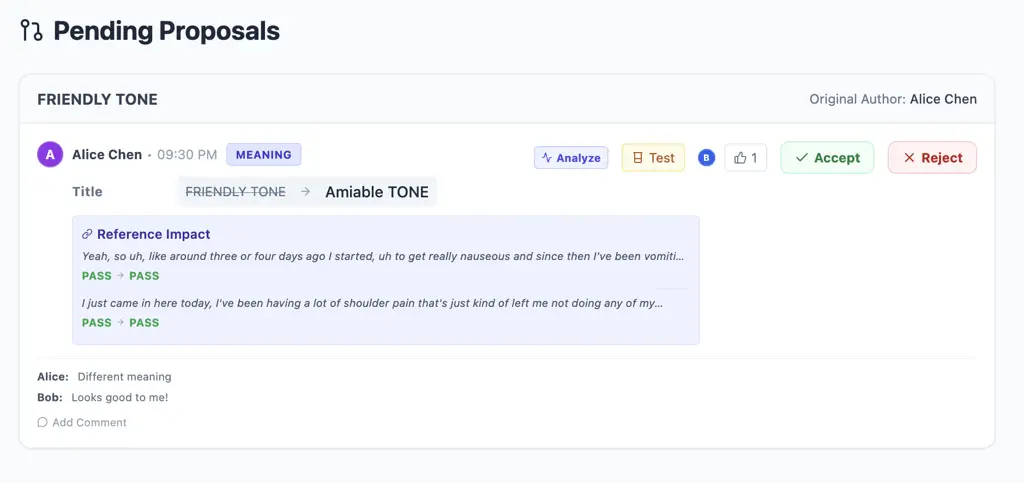 Pending Proposals
FRIENDLY TONE
Original Author: Alice Chen
A Alice Chen • 09:30 PM MEANING Analyze Test B 1 Accept Reject
Title FRIENDLY TONE → Amiable TONE
Reference Impact
Yeah, so uh, like around three or four days ago I started, uh to get really nauseous and since then I've been vomiti...
PASS → PASS
I just came in here today, I've been having a lot of shoulder pain that's just kind of left me not doing any of my...
PASS → PASS
Alice: Different meaning
Bob: Looks good to me!
Add Comment